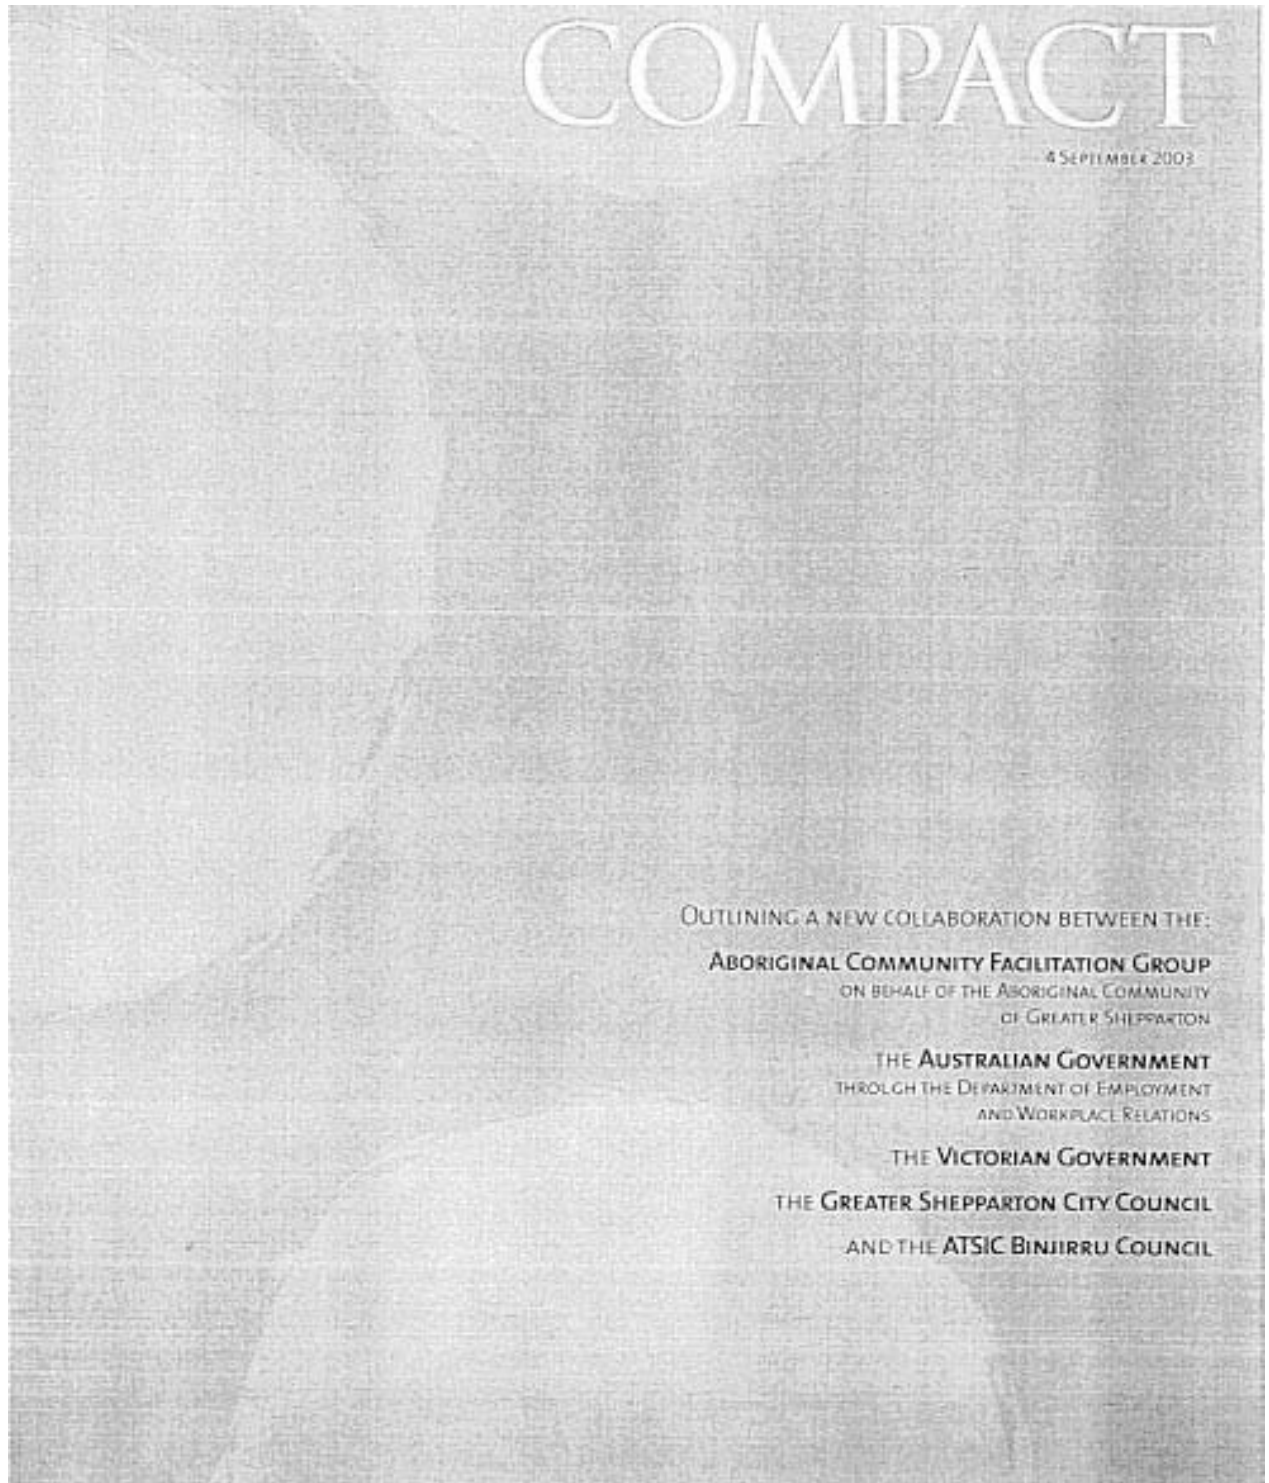 COMPACT
4 SEPTEMBER 2003
OUTLINING A NEW COLLABORATION BETWEEN THE:
ABORIGINAL COMMUNITY FACILITATION GROUP
ON BEHALF OF THE ABORIGINAL COMMUNITY
OF GREATER SHEPPARTON
THE AUSTRALIAN GOVERNMENT
THROUGH THE DEPARTMENT OF EMPLOYMENT
AND WORKPLACE RELATIONS
THE VICTORIAN GOVERNMENT
THE GREATER SHEPPARTON CITY COUNCIL
AND THE ATSIC BINJIRRU COUNCIL